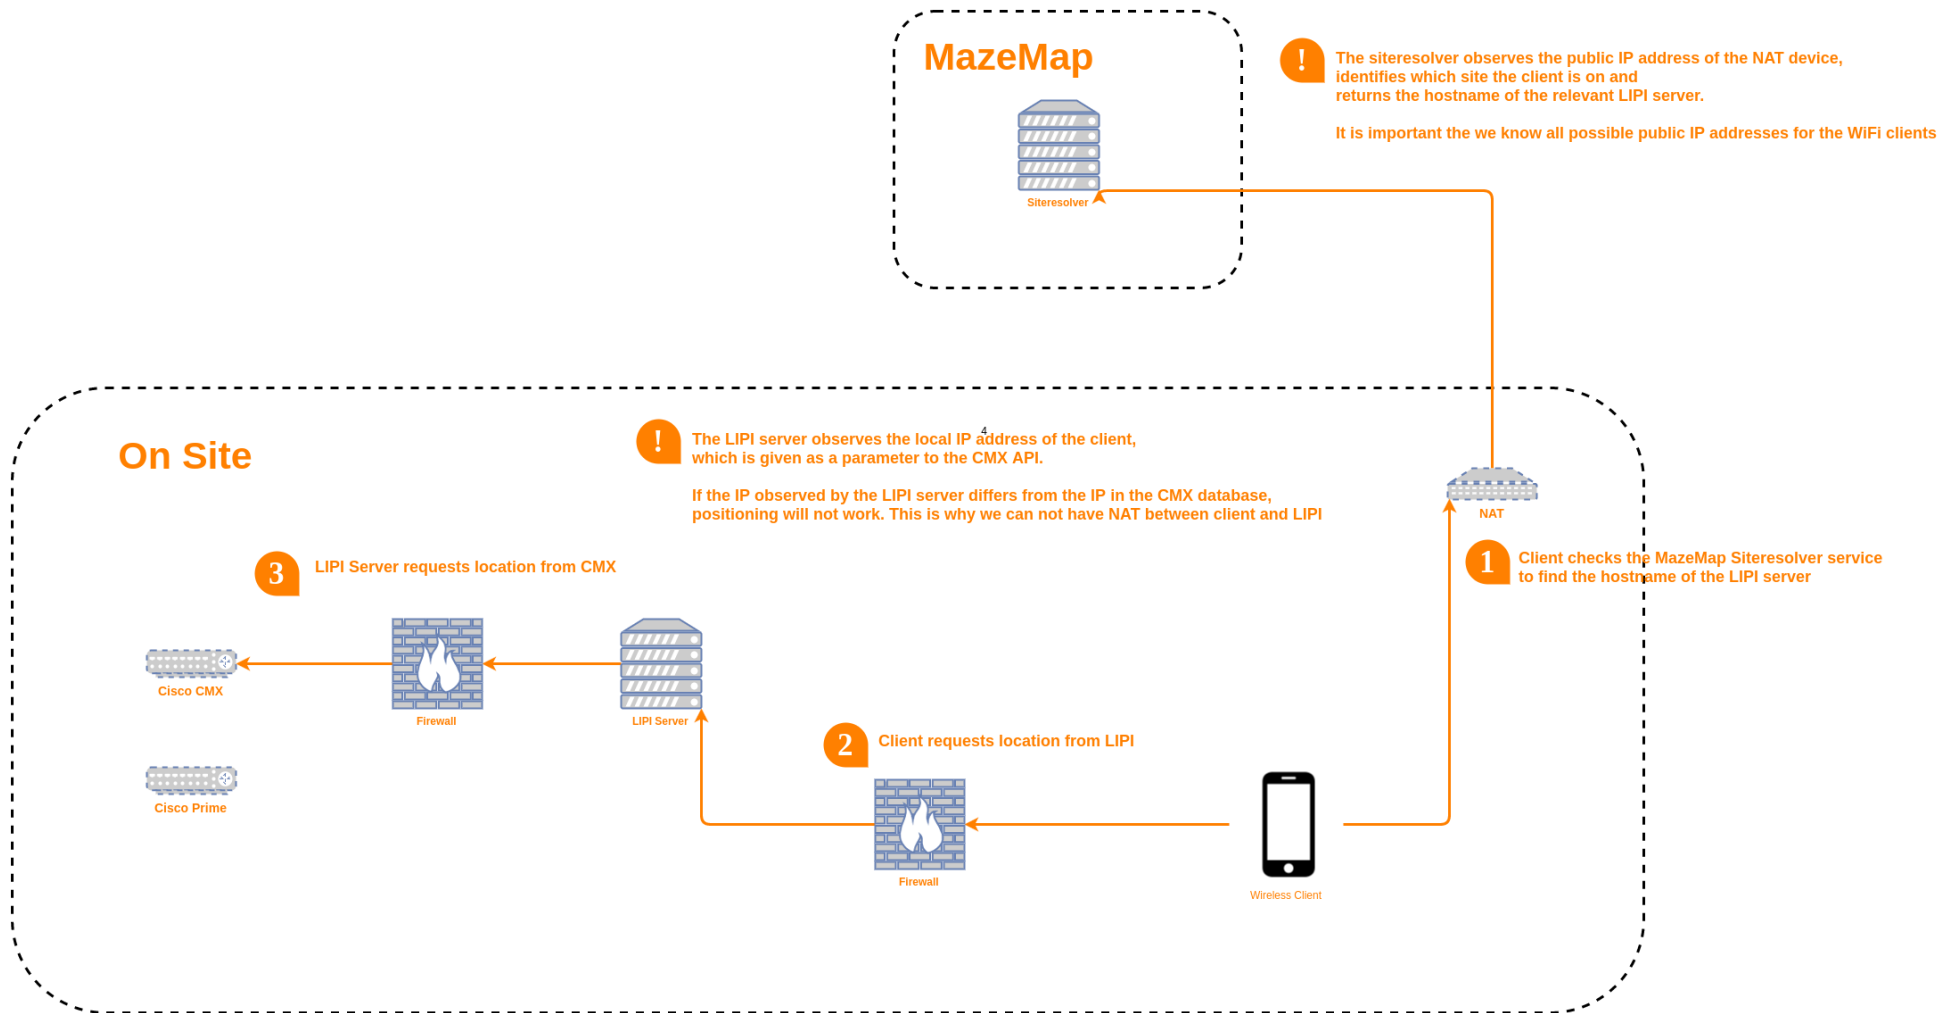 MazeMap
!
The siteresolver observes the public IP address of the NAT device,
identifies which site the client is on and
returns the hostname of the relevant LIPI server.
It is important the we know all possible public IP addresses for the WiFi clients
Siteresolver
On Site
!
4
The LIPI server observes the local IP address of the client,
which is given as a parameter to the CMX API.
If the IP observed by the LIPI server differs from the IP in the CMX database,
positioning will not work. This is why we can not have NAT between client and LIPI
NAT
1
Client checks the MazeMap Siteresolver service
to find the hostname of the LIPI server
3
LIPI Server requests location from CMX
Cisco CMX
Firewall
LIPI Server
2
Client requests location from LIPI
Cisco Prime
Firewall
Wireless Client